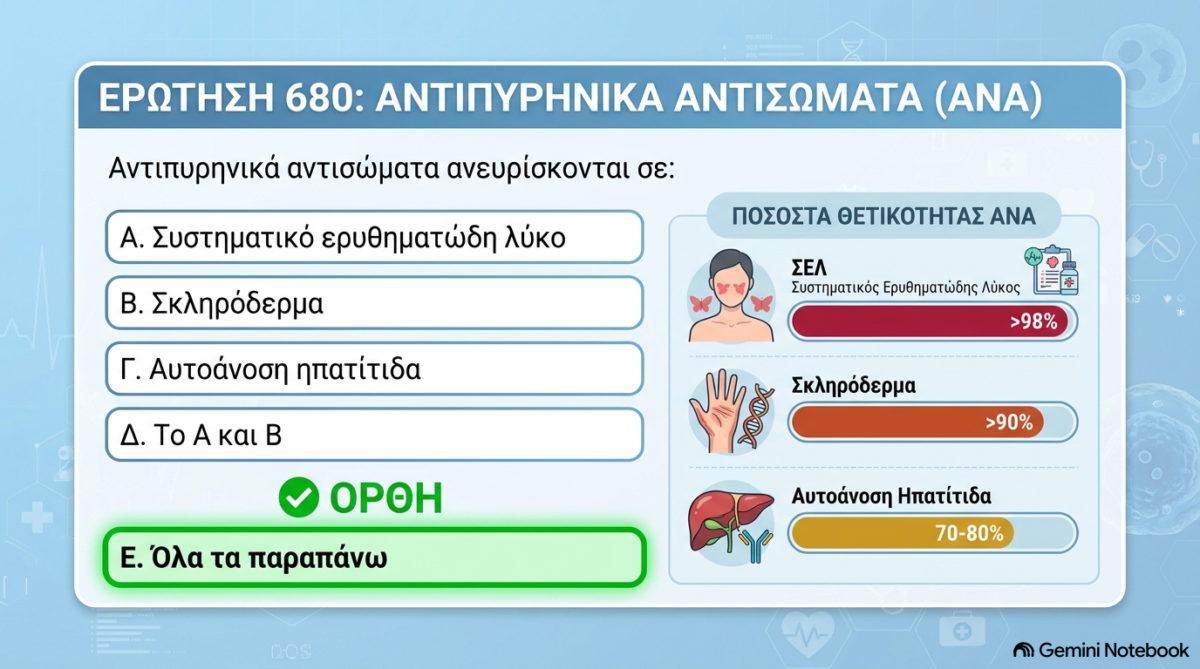 ΕΡΩΤΗΣΗ 680: ΑΝΤΙΠΥΡΗΝΙΚΑ ΑΝΤΙΣΩΜΑΤΑ (ΑΝΑ)
Αντιπυρηνικά αντισώματα ανευρίσκονται σε:
Α. Συστηματικό ερυθηματώδη λύκο
Β. Σκληρόδερμα
Γ. Αυτοάνοση ηπατίτιδα
Δ. Το Α και Β
ΟΡΘΗ
Ε. Όλα τα παραπάνω
ΠΟΣΟΣΤΑ ΘΕΤΙΚΟΤΗΤΑΣ ΑΝΑ
ΣΕΛ
Συστηματικός Ερυθηματώδης Λύκος
>98%
Σκληρόδερμα
>90%
Αυτοάνοση Ηπατίτιδα
70-80%
Gemini Notebook